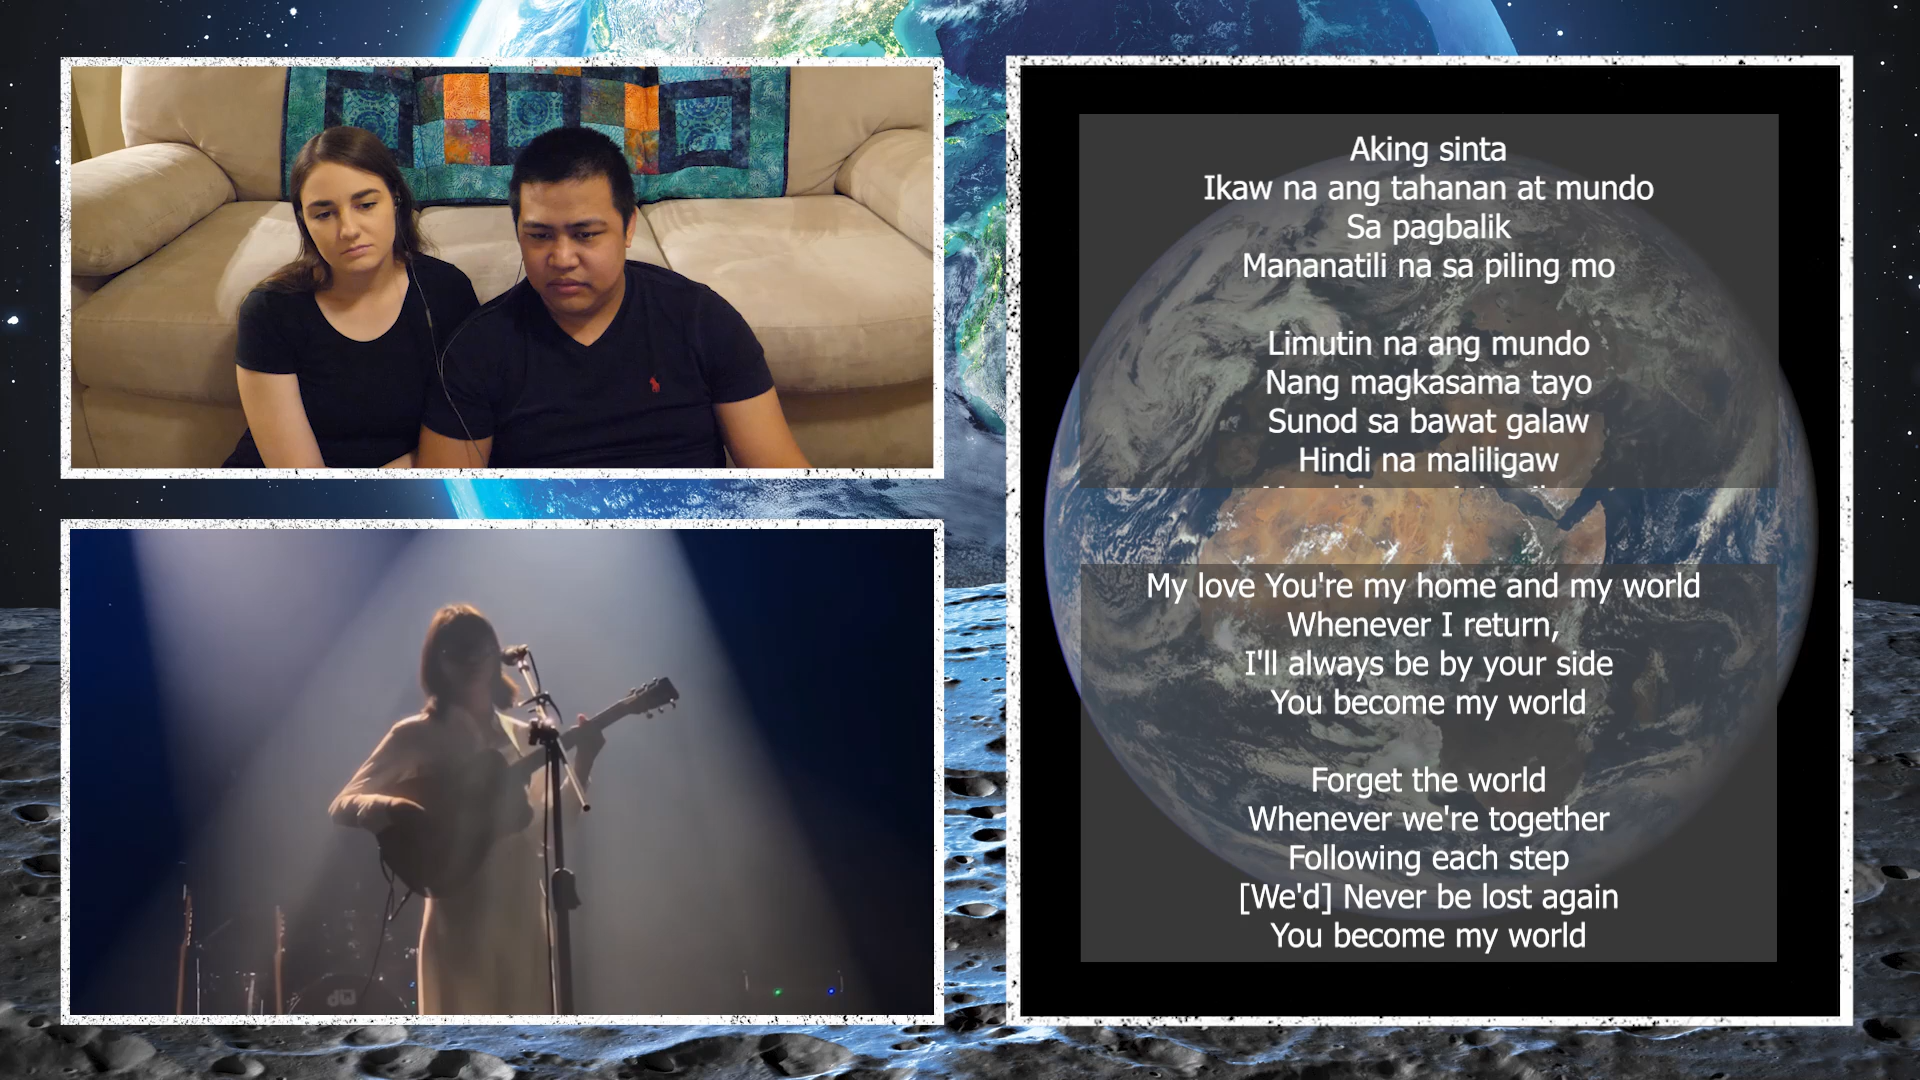 Aking sinta
Ikaw na ang tahanan at mundo
Sa pagbalik
Mananatili na sa piling mo
Limutin na ang mundo
Nang magkasama tayo
Sunod sa bawat galaw
Hindi na maliligaw
My love You're my home and my world
Whenever I return,
I'll always be by your side
You become my world
Forget the world
Whenever we're together
Following each step
[We'd] Never be lost again
You become my world